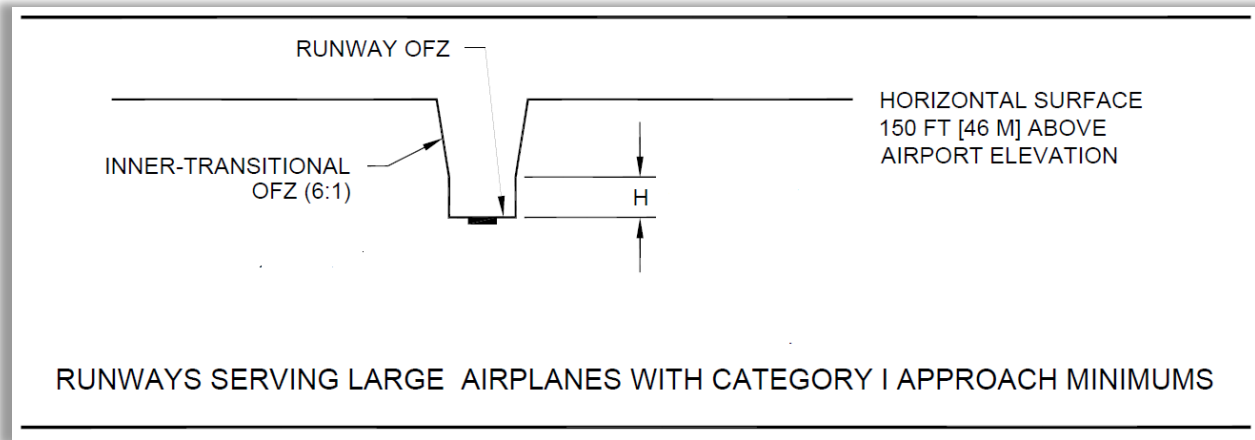 RUNWAY OFZ
HORIZONTAL SURFACE
150 FT [46 M] ABOVE
AIRPORT ELEVATION
INNER-TRANSITIONAL
OFZ (6:1)
H
RUNWAYS SERVING LARGE AIRPLANES WITH CATEGORY I APPROACH MINIMUMS